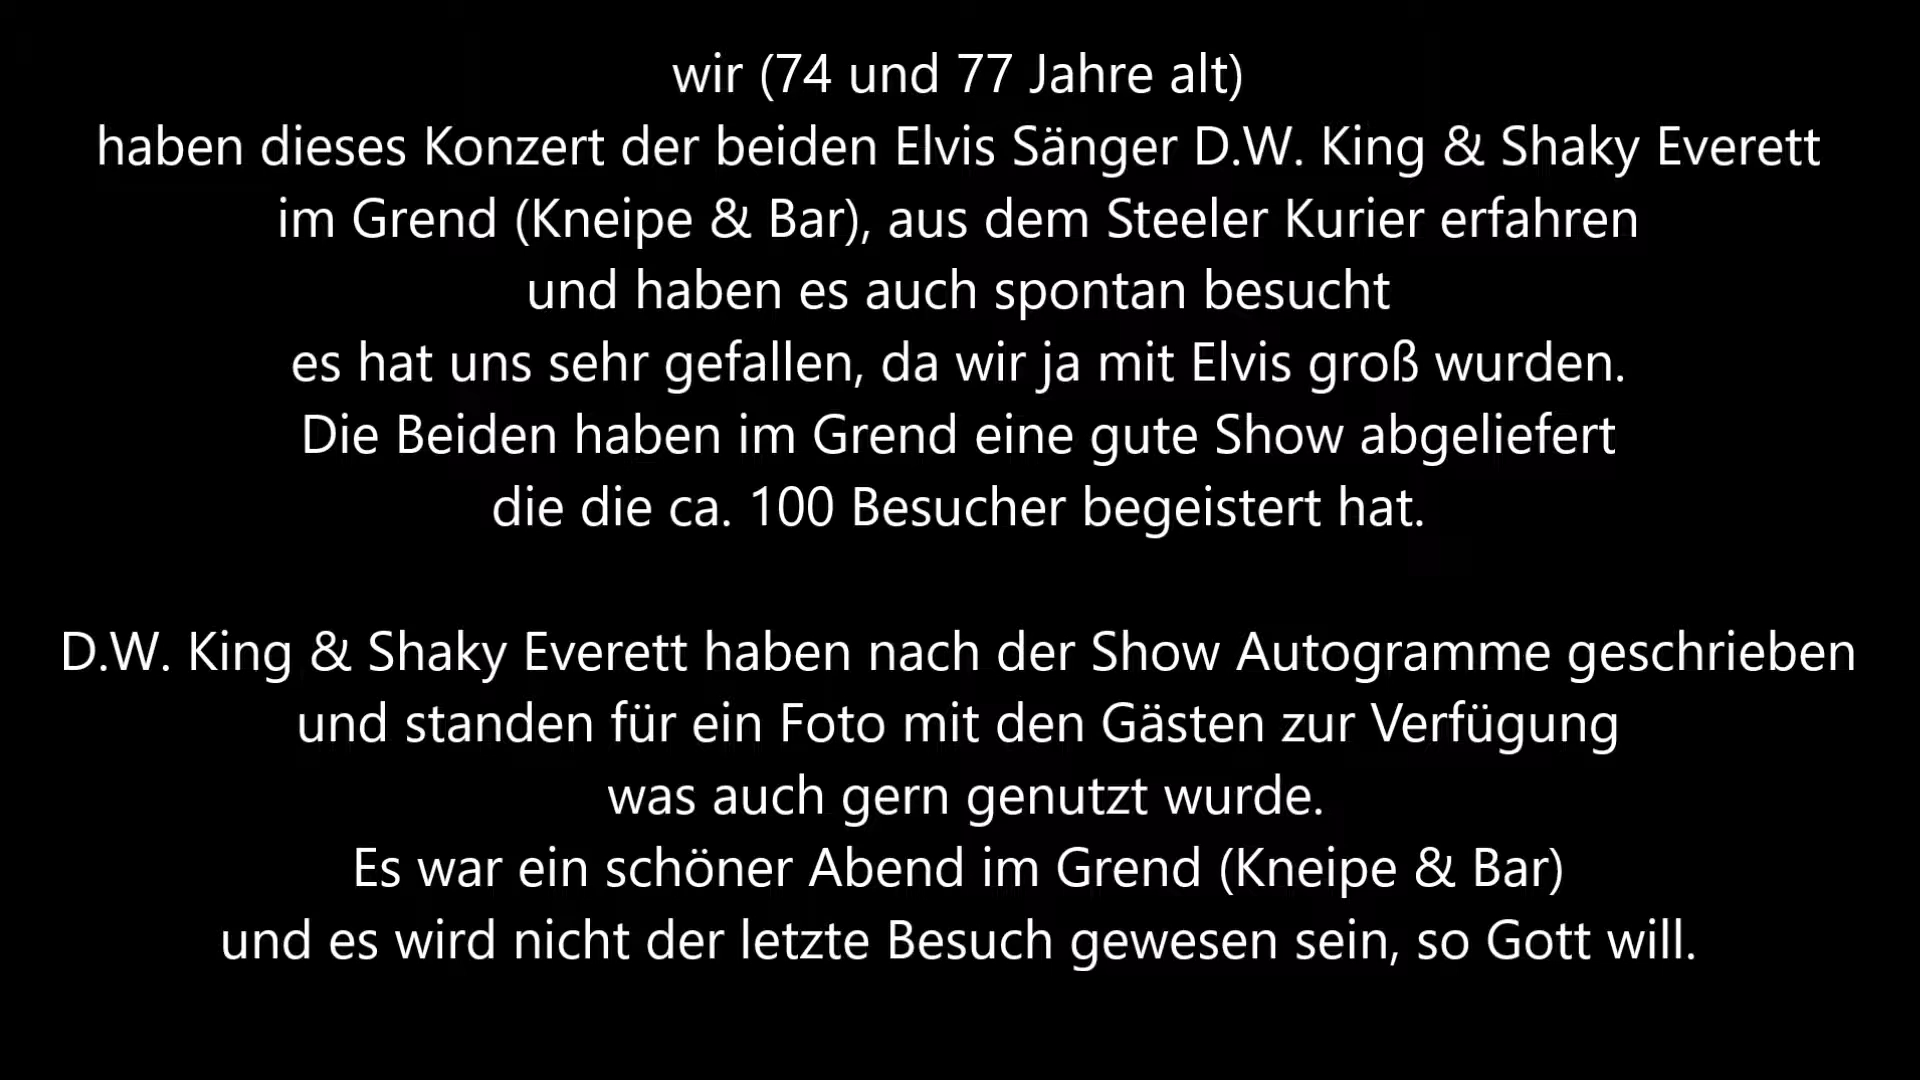 wir (74 und 77 Jahre alt)
haben dieses Konzert der beiden Elvis Sänger D.W. King & Shaky Everett
im Grend (Kneipe & Bar), aus dem Steeler Kurier erfahren
und haben es auch spontan besucht
es hat uns sehr gefallen, da wir ja mit Elvis groß wurden.
Die Beiden haben im Grend eine gute Show abgeliefert
die die ca. 100 Besucher begeistert hat.
D.W. King & Shaky Everett haben nach der Show Autogramme geschrieben
und standen für ein Foto mit den Gästen zur Verfügung
was auch gern genutzt wurde.
Es war ein schöner Abend im Grend (Kneipe & Bar)
und es wird nicht der letzte Besuch gewesen sein, so Gott will.